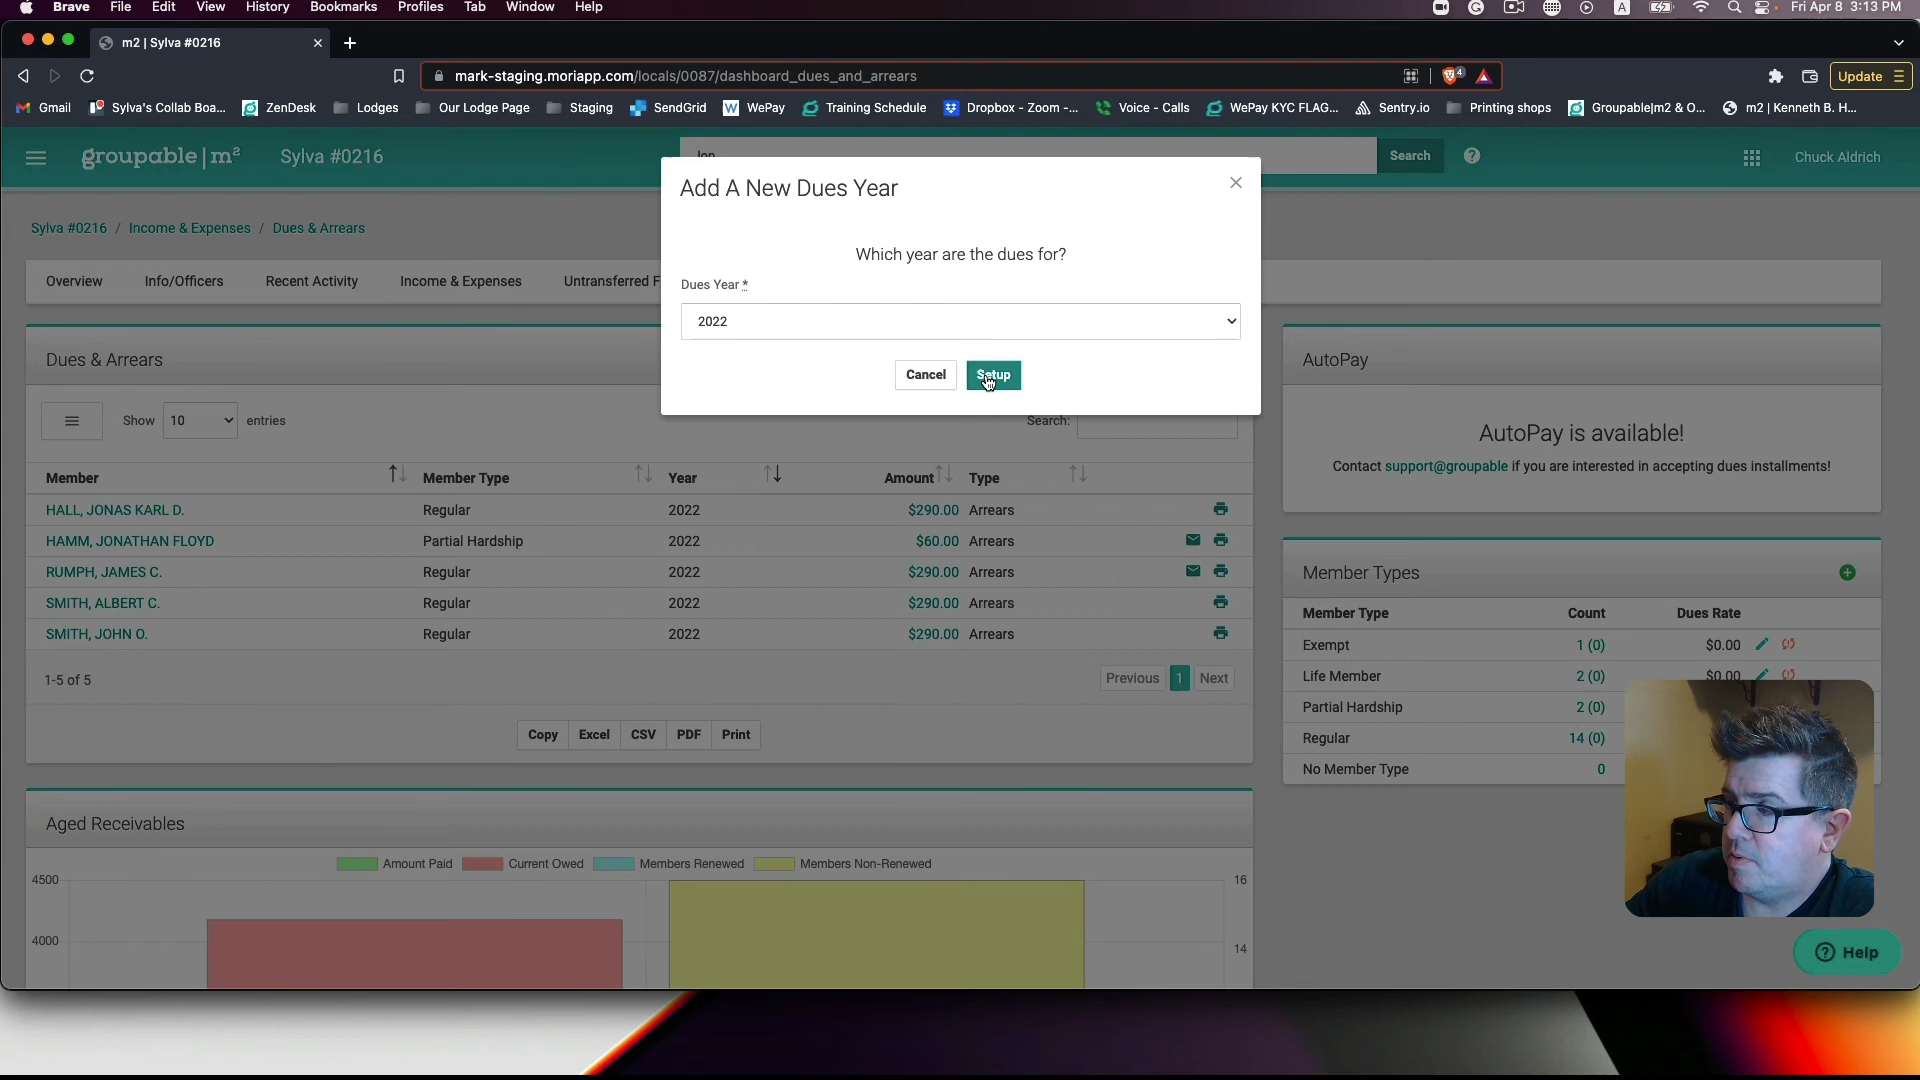 Brave File Edit View History Bookmarks Profiles Tab Window Help A Fri Apr 8 3:13 PM
m2 | Sylva #0216
mark-staging.moriapp.com/locals/0087/dashboard_dues_and_arrears 4 Update
Gmail Sylva's Collab Boa... ZenDesk Lodges Our Lodge Page Staging SendGrid W WePay Training Schedule Dropbox - Zoom -... Voice - Calls WePay KYC FLAG... Sentry.io Printing shops Groupable|m2 & O... m2 | Kenneth B. H...
groupable | m² Sylva #0216 Jon Search Chuck Aldrich
Add A New Dues Year
Which year are the dues for?
Dues Year *
2022
Cancel Setup
Sylva #0216 / Income & Expenses / Dues & Arrears
Overview Info/Officers Recent Activity Income & Expenses Untransferred F
Dues & Arrears
Show 10 entries Search:
Member Member Type Year Amount Type
HALL, JONAS KARL D. Regular 2022 $290.00 Arrears
HAMM, JONATHAN FLOYD Partial Hardship 2022 $60.00 Arrears
RUMPH, JAMES C. Regular 2022 $290.00 Arrears
SMITH, ALBERT C. Regular 2022 $290.00 Arrears
SMITH, JOHN O. Regular 2022 $290.00 Arrears
1-5 of 5 Previous 1 Next
Copy Excel CSV PDF Print
AutoPay
AutoPay is available!
Contact support@groupable if you are interested in accepting dues installments!
Member Types
Member Type Count Dues Rate
Exempt 1 (0) $0.00
Life Member 2 (0) $0.00
Partial Hardship 2 (0)
Regular 14 (0)
No Member Type 0
Aged Receivables
Amount Paid Current Owed Members Renewed Members Non-Renewed
4500 16
4000 14
Help